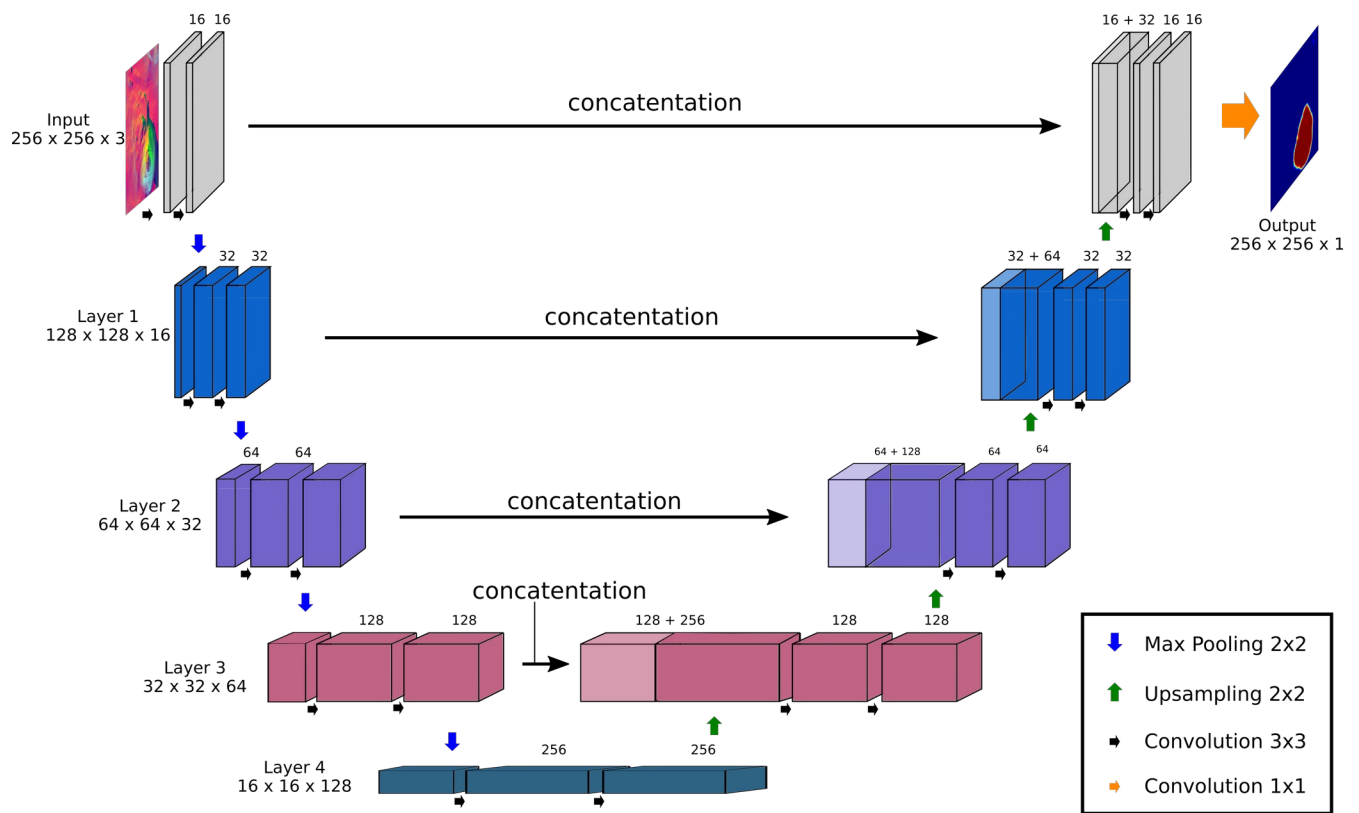 16 16
16 + 32 16 16
concatentation
Input
256 x 256 x 3
Output
256 x 256 x 1
32 32
32 + 64 32 32
Layer 1
128 x 128 x 16
concatentation
64 64
64 + 128 64 64
Layer 2
64 x 64 x 32
concatentation
concatentation
128 128
128 + 256 128 128
Layer 3
32 x 32 x 64
256 256
Layer 4
16 x 16 x 128
Max Pooling 2x2
Upsampling 2x2
Convolution 3x3
Convolution 1x1